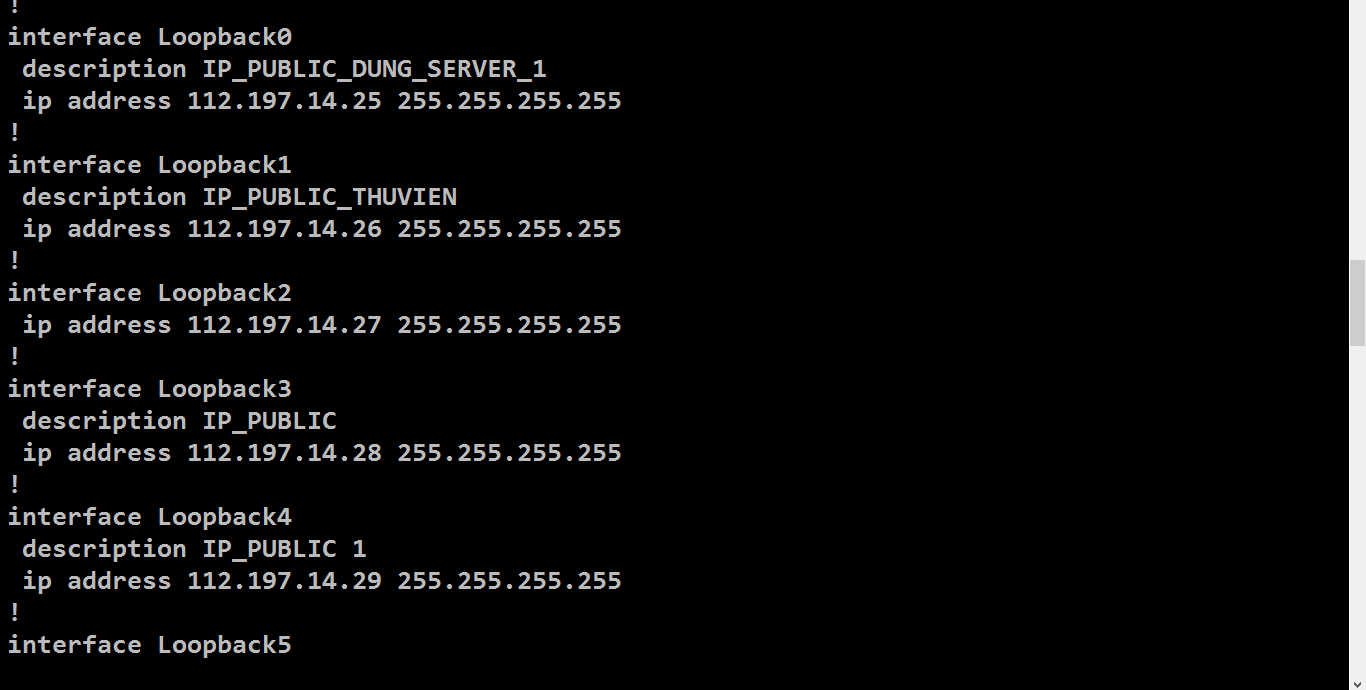 !
interface Loopback0
 description IP_PUBLIC_DUNG_SERVER_1
 ip address 112.197.14.25 255.255.255.255
!
interface Loopback1
 description IP_PUBLIC_THUVIEN
 ip address 112.197.14.26 255.255.255.255
!
interface Loopback2
 ip address 112.197.14.27 255.255.255.255
!
interface Loopback3
 description IP_PUBLIC
 ip address 112.197.14.28 255.255.255.255
!
interface Loopback4
 description IP_PUBLIC 1
 ip address 112.197.14.29 255.255.255.255
!
interface Loopback5